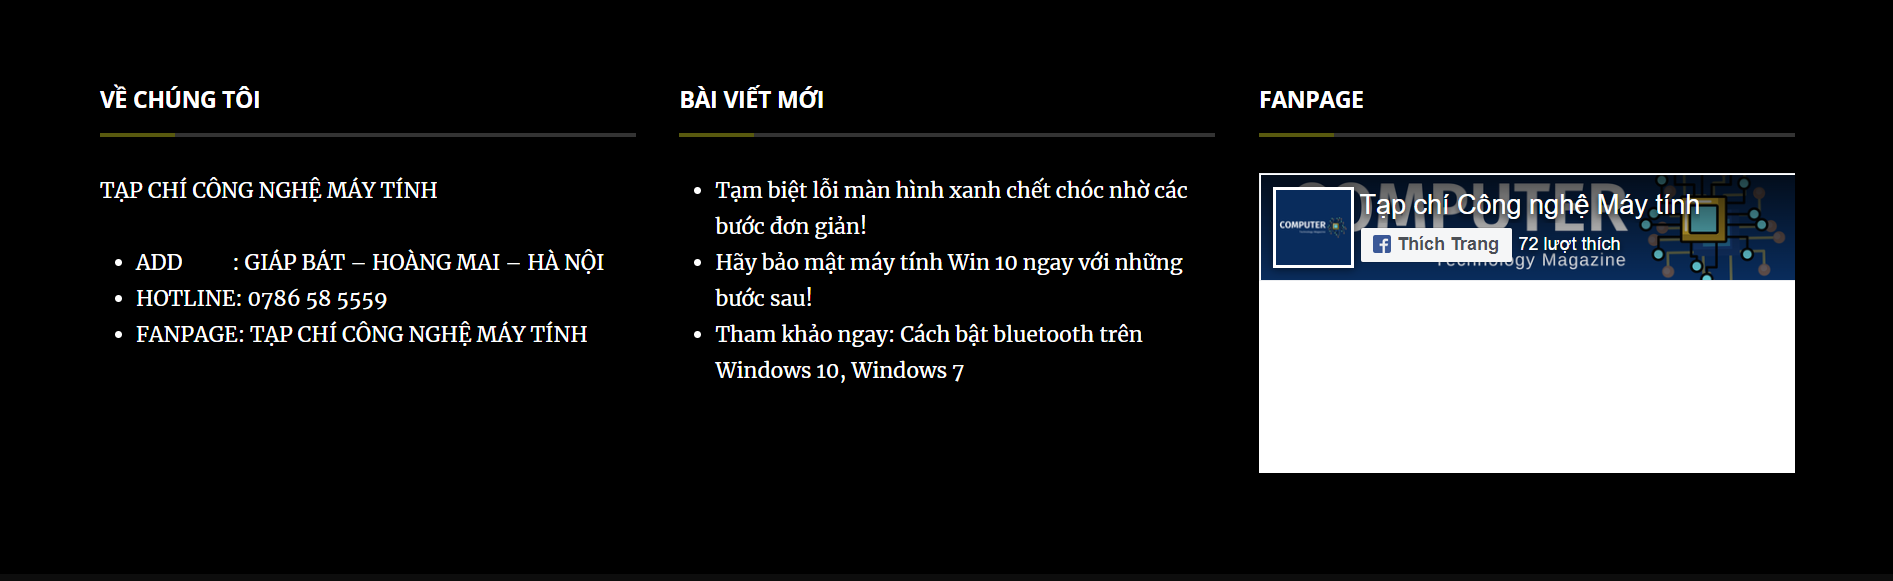 VỀ CHÚNG TÔI
TẠP CHÍ CÔNG NGHỆ MÁY TÍNH
ADD : GIÁP BÁT – HOÀNG MAI – HÀ NỘI
HOTLINE: 0786 58 5559
FANPAGE: TẠP CHÍ CÔNG NGHỆ MÁY TÍNH
BÀI VIẾT MỚI
Tạm biệt lỗi màn hình xanh chết chóc nhờ các
bước đơn giản!
Hãy bảo mật máy tính Win 10 ngay với những
bước sau!
Tham khảo ngay: Cách bật bluetooth trên
Windows 10, Windows 7
FANPAGE
COMPUTER
Tạp chí Công nghệ Máy tính
COMPUTER
Thích Trang
72 lượt thích
Technology Magazine